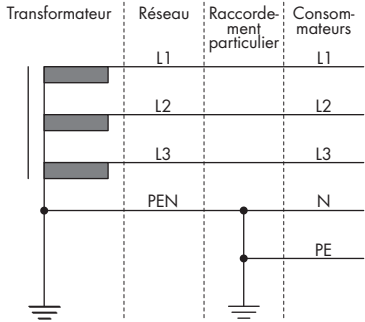 Transformateur
Réseau
Raccorde-
ment
particulier
Consom-
mateurs
L1
L1
L2
L2
L3
L3
PEN
N
PE